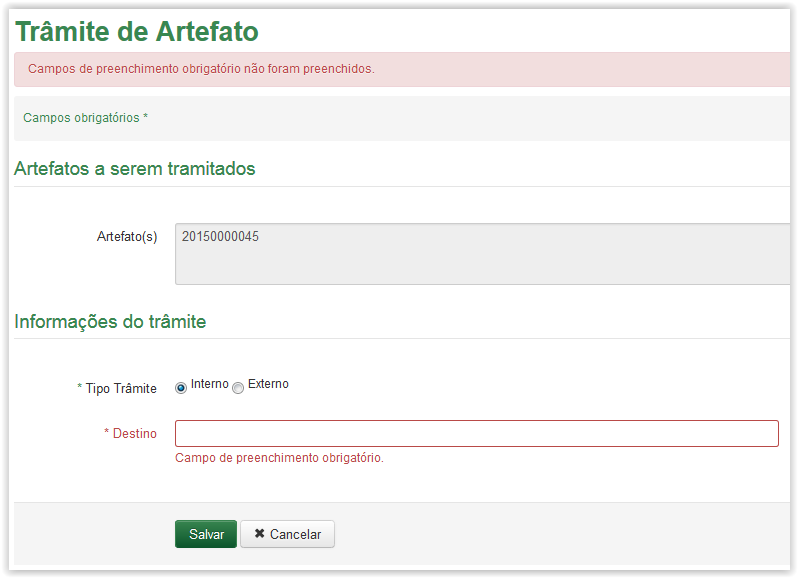 Trâmite de Artefato
Campos de preenchimento obrigatório não foram preenchidos.
Campos obrigatórios *
Artefatos a serem tramitados
Artefato(s)
20150000045
Informações do trâmite
* Tipo Trâmite
Interno
Externo
* Destino
Campo de preenchimento obrigatório.
Salvar
✖ Cancelar